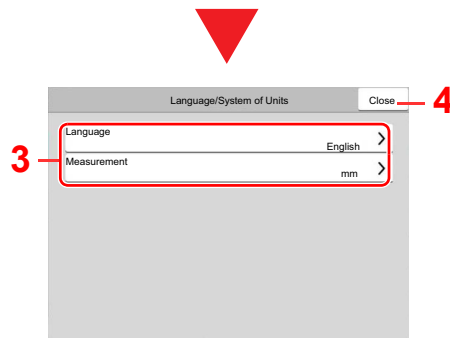 Language/System of Units
Close
4
Language
English
3
Measurement
mm